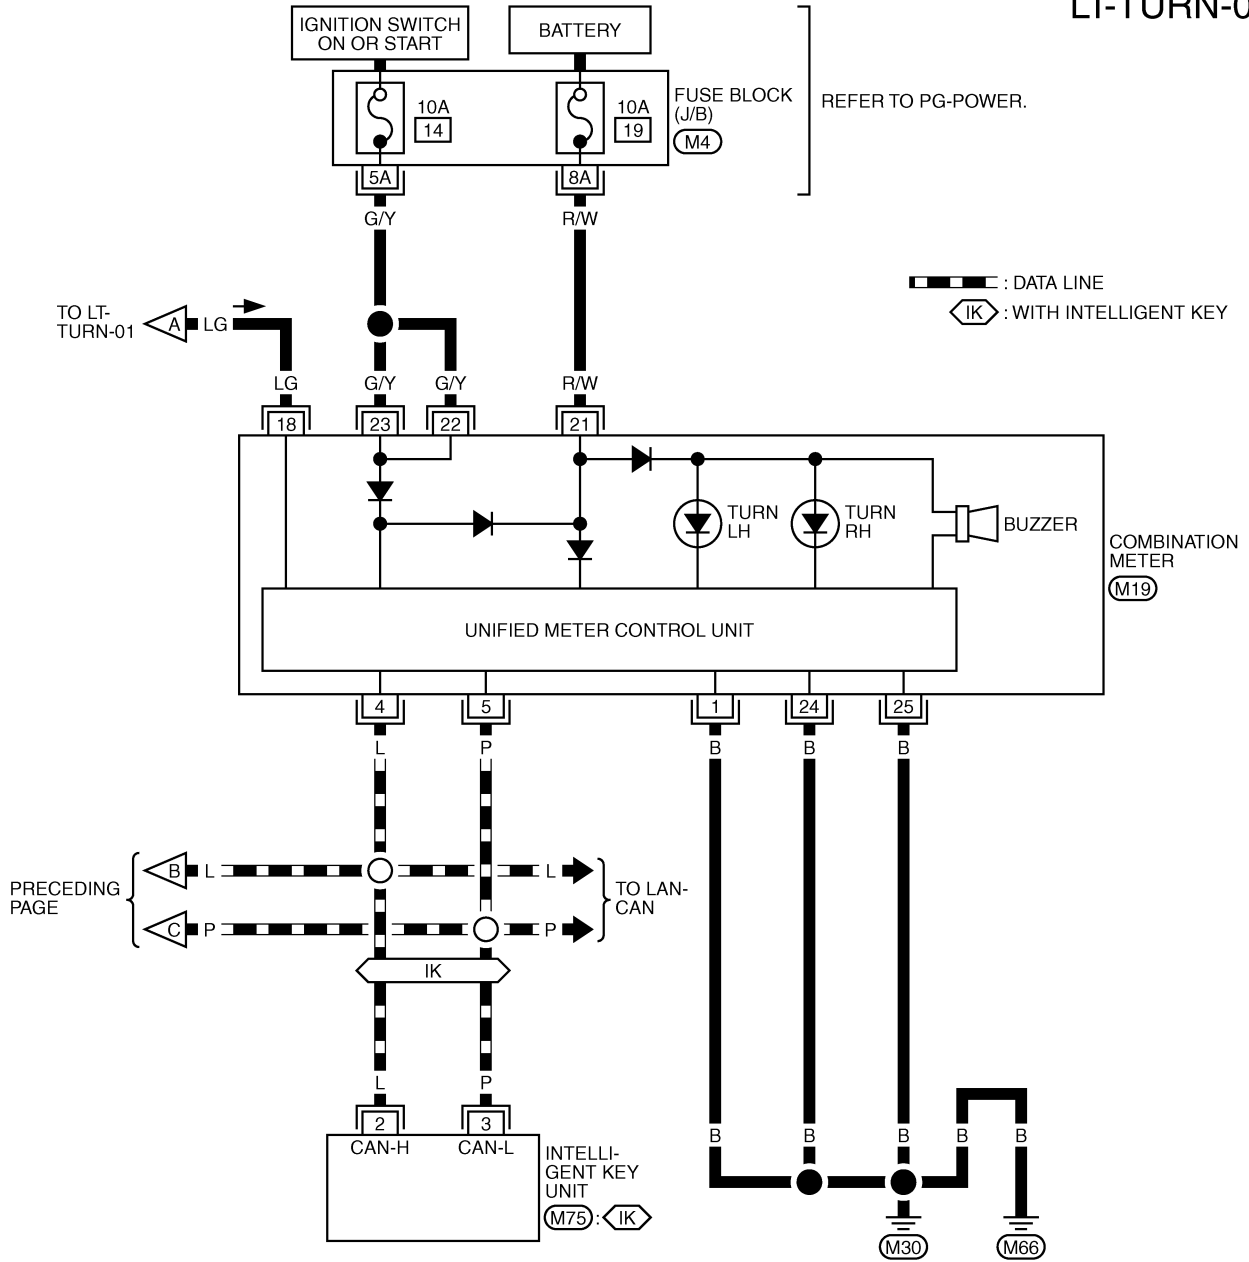 LT-TURN-0
IGNITION SWITCH
ON OR START
BATTERY
10A
14
10A
19
FUSE BLOCK
(J/B)
M4
REFER TO PG-POWER.
5A
8A
G/Y
R/W
: DATA LINE
IK : WITH INTELLIGENT KEY
TO LT-
TURN-01
A
LG
LG
G/Y
G/Y
R/W
18
23
22
21
TURN
LH
TURN
RH
BUZZER
COMBINATION
METER
M19
UNIFIED METER CONTROL UNIT
4
5
1
24
25
L
P
B
B
B
PRECEDING
PAGE
B
L
L
C
P
P
TO LAN-
CAN
IK
L
P
2
3
CAN-H
CAN-L
INTELLI-
GENT KEY
UNIT
M75 : IK
B
B
B
B
B
M30
M66